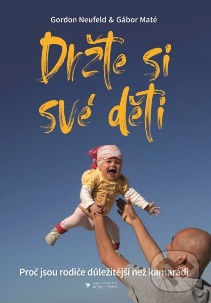 Gordon Neufeld & Gábor Maté
Držte si
své děti
Proč jsou rodiče důležitější než kamarádi